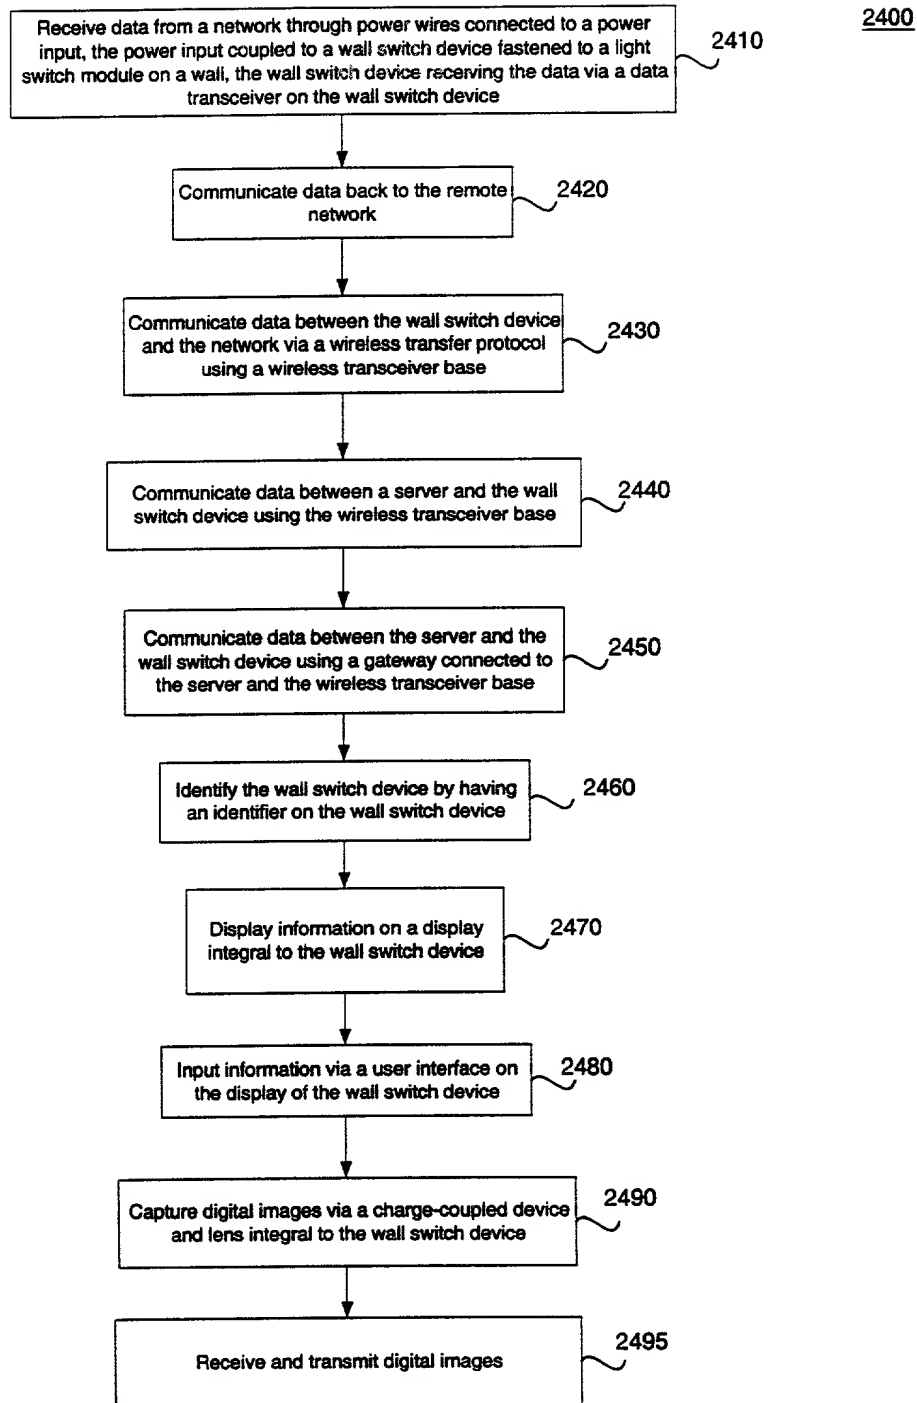 2400
Receive data from a network through power wires connected to a power
input, the power input coupled to a wall switch device fastened to a light
switch module on a wall, the wall switch device receiving the data via a data
transceiver on the wall switch device
2410
Communicate data back to the remote
network
2420
Communicate data between the wall switch device
and the network via a wireless transfer protocol
using a wireless transceiver base
2430
Communicate data between a server and the wall
switch device using the wireless transceiver base
2440
Communicate data between the server and the
wall switch device using a gateway connected to
the server and the wireless transceiver base
2450
Identify the wall switch device by having
an identifier on the wall switch device
2460
Display information on a display
integral to the wall switch device
2470
Input information via a user interface on
the display of the wall switch device
2480
Capture digital images via a charge-coupled device
and lens integral to the wall switch device
2490
Receive and transmit digital images
2495